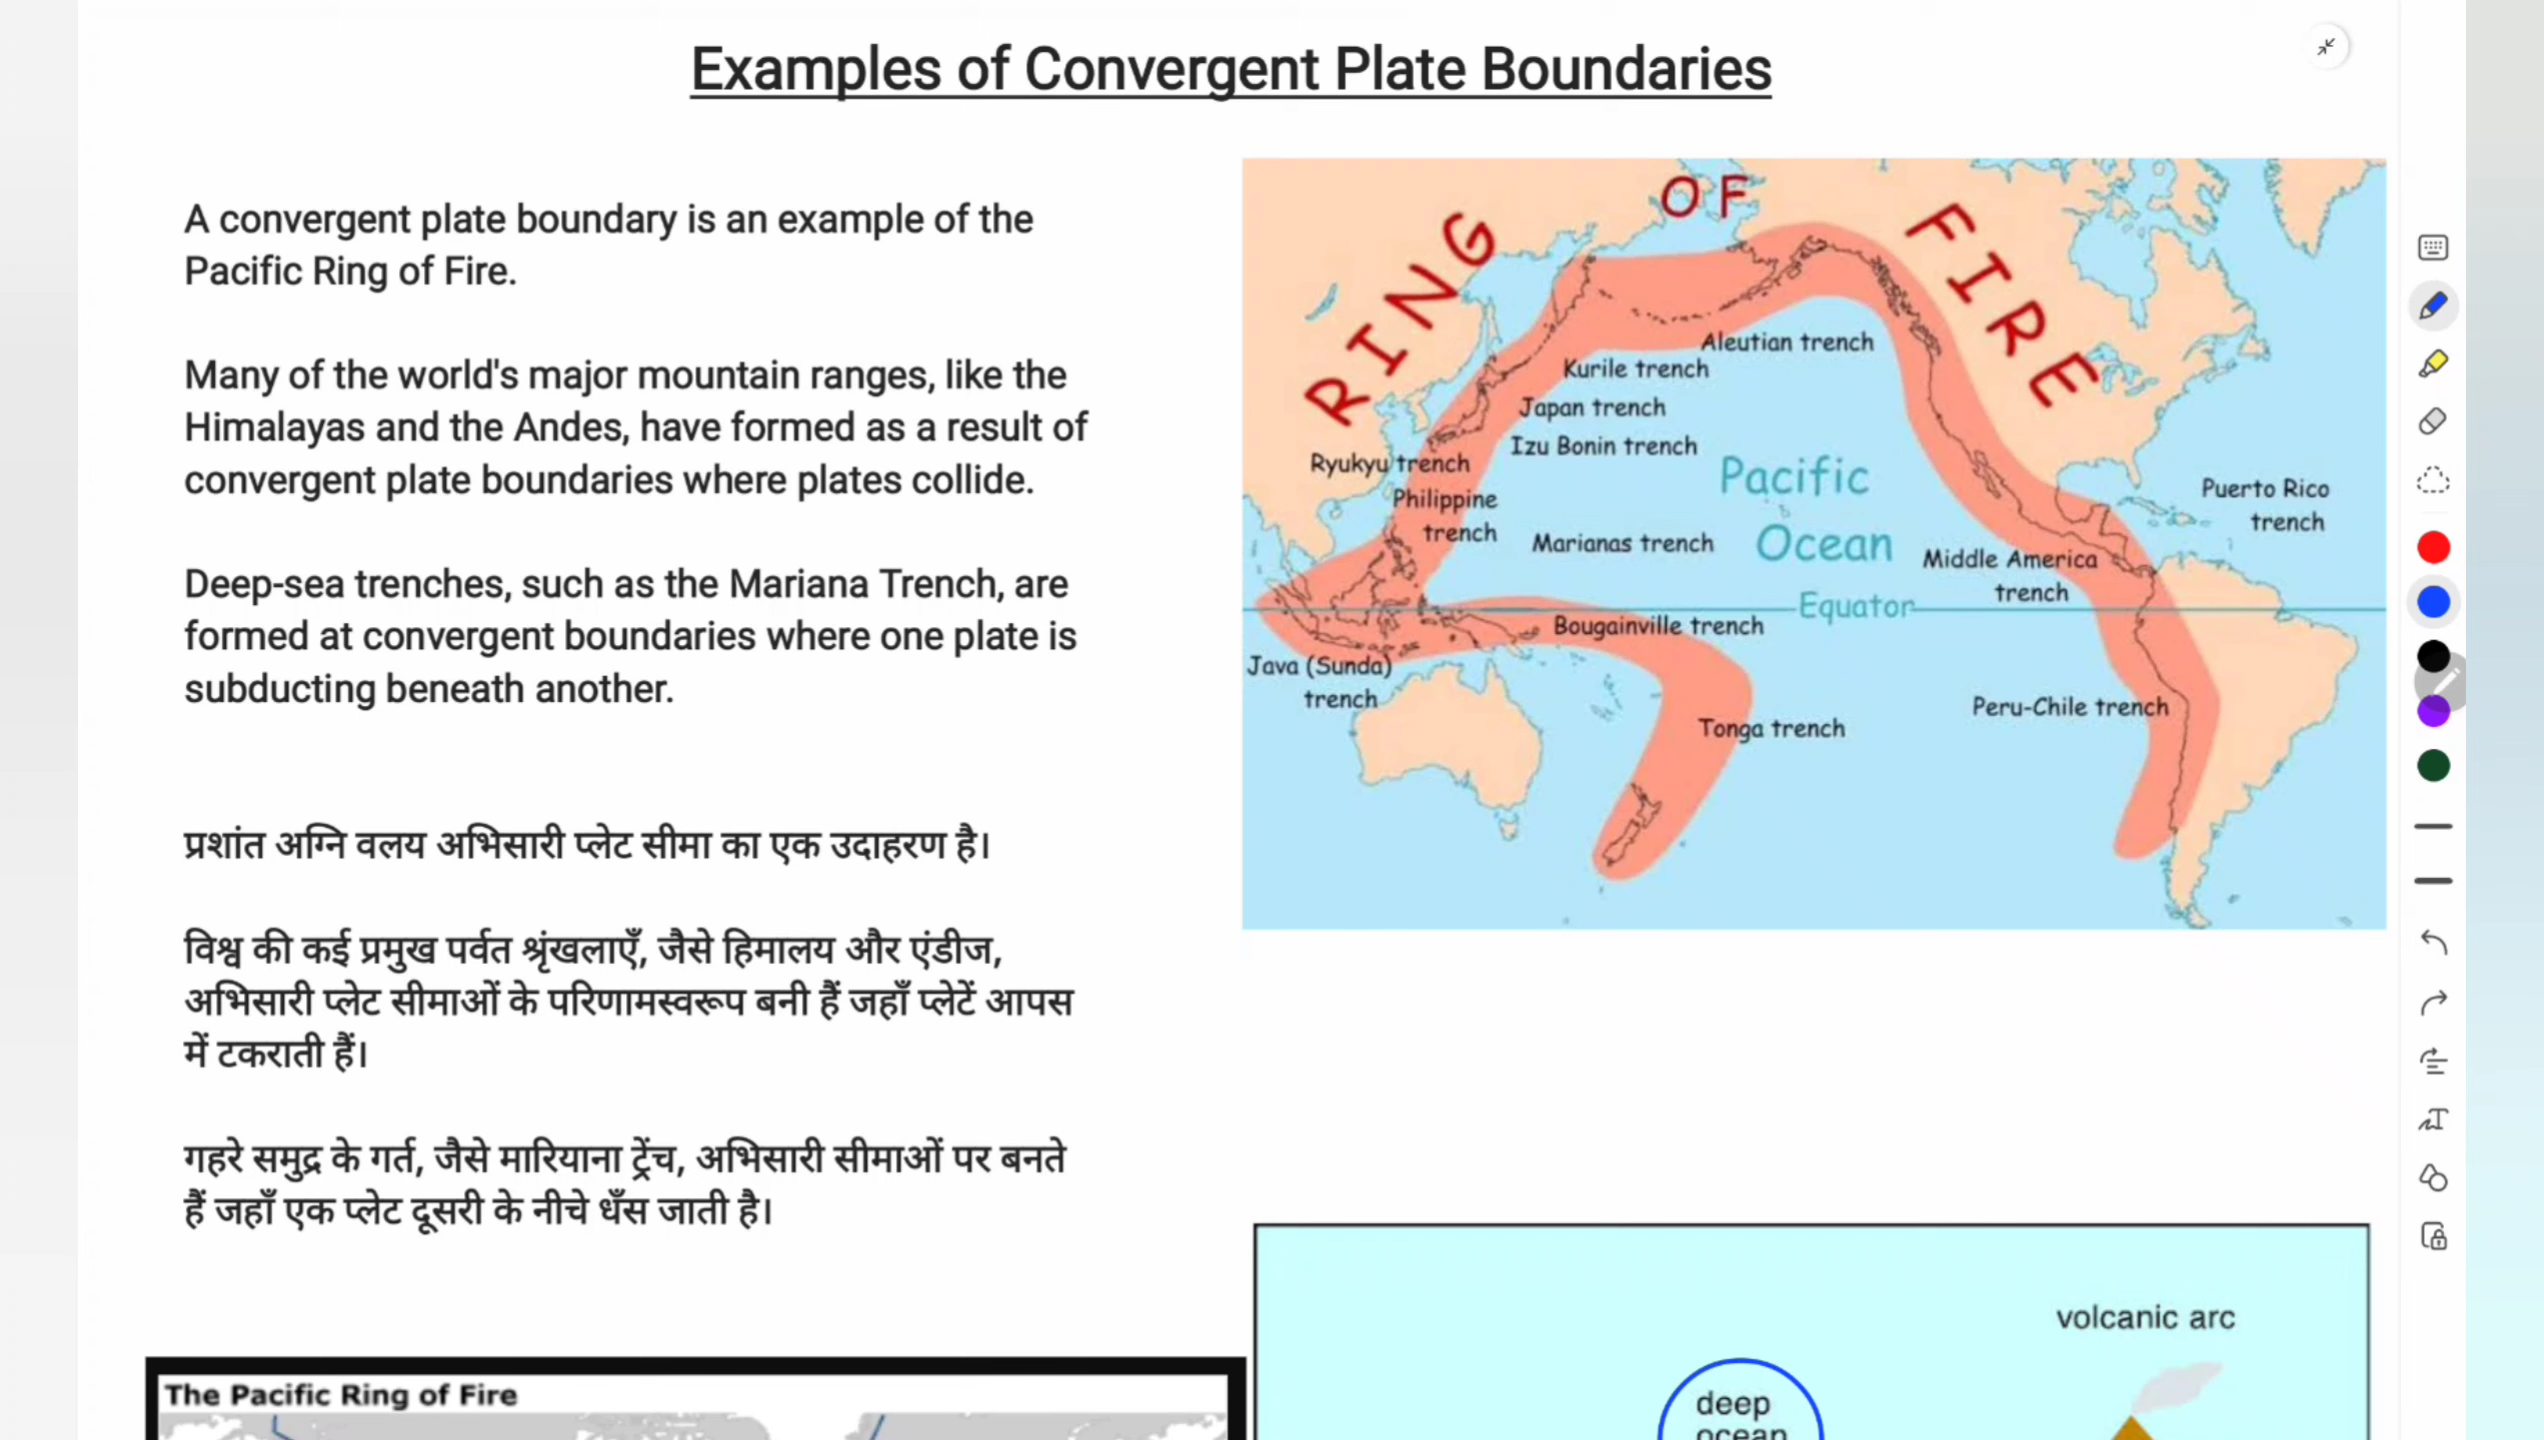 Examples of Convergent Plate Boundaries
A convergent plate boundary is an example of the
Pacific Ring of Fire.
Many of the world's major mountain ranges, like the
Himalayas and the Andes, have formed as a result of
convergent plate boundaries where plates collide.
Deep-sea trenches, such as the Mariana Trench, are
formed at convergent boundaries where one plate is
subducting beneath another.
प्रशांत अग्नि वलय अभिसारी प्लेट सीमा का एक उदाहरण है।
विश्व की कई प्रमुख पर्वत श्रृंखलाएँ, जैसे हिमालय और एंडीज,
अभिसारी प्लेट सीमाओं के परिणामस्वरूप बनी हैं जहाँ प्लेटें आपस
में टकराती हैं।
गहरे समुद्र के गर्त, जैसे मारियाना ट्रेंच, अभिसारी सीमाओं पर बनते
हैं जहाँ एक प्लेट दूसरी के नीचे धँस जाती है।
RING OF FIRE
Aleutian trench
Kurile trench
Japan trench
Izu Bonin trench
Ryukyu trench
Philippine
trench
Marianas trench
Pacific
Ocean
Puerto Rico
trench
Middle America
trench
Equator
Bougainville trench
Java (Sunda)
trench
Tonga trench
Peru-Chile trench
The Pacific Ring of Fire
volcanic arc
deep
ocean